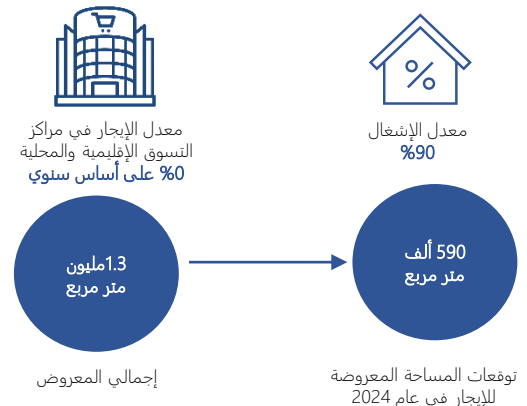 معدل الإشغال
%90
معدل الإيجار في مراكز
التسوق الإقليمية والمحلية
0% على أساس سنوي
590 ألف
متر مربع
1.3مليون
متر مربع
توقعات المساحة المعروضة
للإيجار في عام 2024
إجمالي المعروض